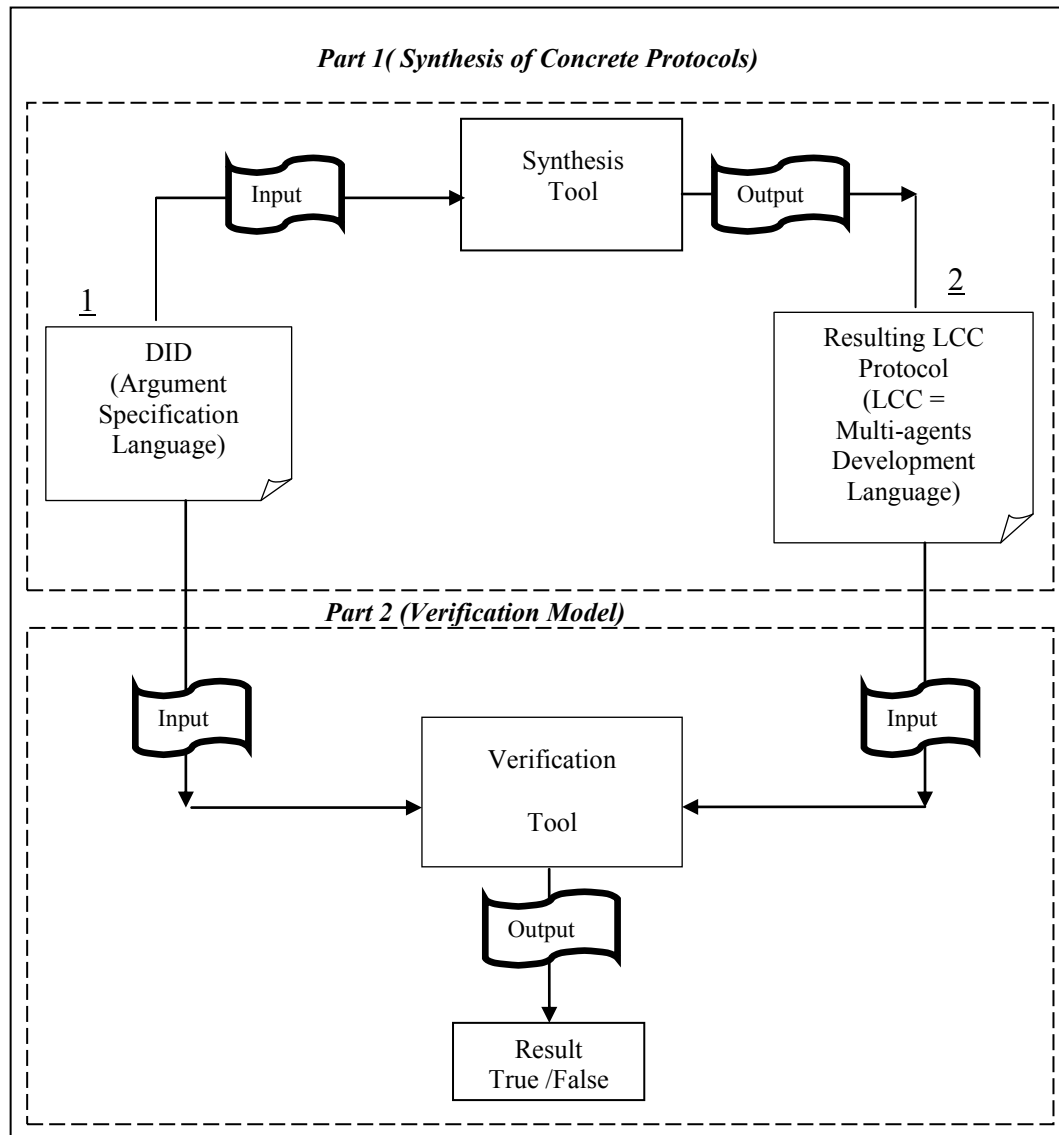 Part 1( Synthesis of Concrete Protocols)
Synthesis
Tool
Input
Output
1
2
DID
(Argument
Specification
Language)
Resulting LCC
Protocol
(LCC =
Multi-agents
Development
Language)
Part 2 (Verification Model)
Input
Input
Verification
Tool
Output
Result
True /False